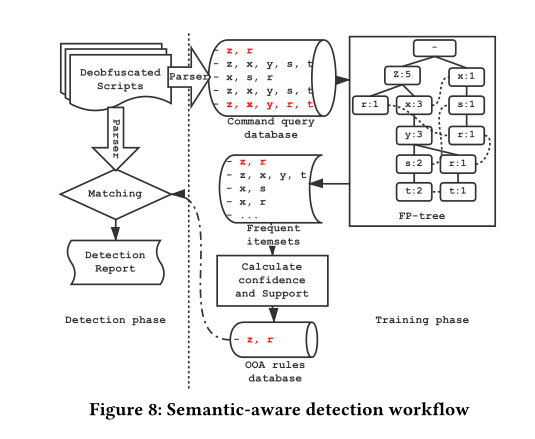 Deobfuscated
Scripts
Parser
Parser
- z, r
- z, x, y, s, t
- x, s, r
- z, x, y, s, t
- z, x, y, r, t
Command query
database
-
z:5
x:1
r:1
x:3
s:1
y:3
r:1
s:2
r:1
t:2
t:1
FP-tree
Matching
- z, r
- z, x, y, t
- x, s
- x, r
- ...
Frequent
itemsets
Detection
Report
Calculate
confidence
and Support
Detection phase
Training phase
- z, r
OOA rules
database
Figure 8: Semantic-aware detection workflow